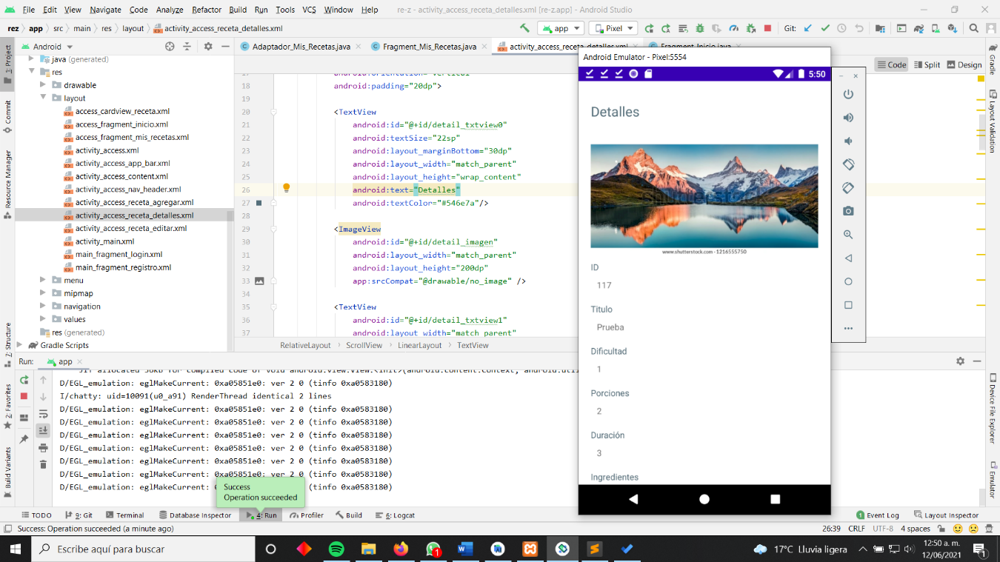 File Edit View Navigate Code Analyze Refactor Build Run Tools VCS Window Help re-z - activity_access_receta_detalles.xml [re-z.app] - Android Studio
rez app src main res layout activity_access_receta_detalles.xml
app Pixel Git:
Android
Adaptador_Mis_Recetas.java Fragment_Mis_Recetas.java
Code Split Design
java (generated)
res
drawable
layout
access_cardview_receta.xml
access_fragment_inicio.xml
access_fragment_mis_recetas.xml
activity_access.xml
activity_access_app_bar.xml
activity_access_content.xml
activity_access_nav_header.xml
activity_access_receta_agregar.xml
activity_access_receta_detalles.xml
activity_access_receta_editar.xml
activity_main.xml
main_fragment_login.xml
main_fragment_registro.xml
menu
mipmap
navigation
values
res (generated)
Gradle Scripts
18 android:padding="20dp">
19
20 <TextView
21 android:id="@+id/detail_txtview0"
22 android:textSize="22sp"
23 android:layout_marginBottom="30dp"
24 android:layout_width="match_parent"
25 android:layout_height="wrap_content"
26 android:text="Detalles"
27 android:textColor="#546e7a"/>
28
29 <ImageView
30 android:id="@+id/detail_imagen"
31 android:layout_width="match_parent"
32 android:layout_height="200dp"
33 app:srcCompat="@drawable/no_image" />
34
35 <TextView
36 android:id="@+id/detail_txtview1"
37 android:layout_width="match_parent"
RelativeLayout ScrollView LinearLayout TextView
Android Emulator - Pixel:5554
5:50
Detalles
shutterstock
www.shutterstock.com · 1216555750
ID
117
Titulo
Prueba
Dificultad
1
Porciones
2
Duración
3
Ingredientes
1: Project
Commit
Resource Manager
Z: Structure
2: Favorites
Build Variants
Gradle
Layout Validation
Device File Explorer
Emulator
Run: app
D/EGL_emulation: eglMakeCurrent: 0xa05851e0: ver 2 0 (tinfo 0xa0583180)
I/chatty: uid=10091(u0_a91) RenderThread identical 2 lines
D/EGL_emulation: eglMakeCurrent: 0xa05851e0: ver 2 0 (tinfo 0xa0583180)
D/EGL_emulation: eglMakeCurrent: 0xa05851e0: ver 2 0 (tinfo 0xa0583180)
D/EGL_emulation: eglMakeCurrent: 0xa05851e0: ver 2 0 (tinfo 0xa0583180)
D/EGL_emulation: eglMakeCurrent: 0xa05851e0: ver 2 0 (tinfo 0xa0583180)
D/EGL_emulation: eglMakeCurrent: 0xa05851e0: ver 2 0 (tinfo 0xa0583180)
D/EGL_emulation: eglMakeCurrent: 0xa05851e0: ver 2 0 (tinfo 0xa0583180)
D/EGL_emulation: eglMakeCurrent: (tinfo 0xa0583180)
Success
Operation succeeded
TODO 9: Git Terminal Database Inspector 4: Run Profiler Build 6: Logcat 1 Event Log Layout Inspector
Success: Operation succeeded (a minute ago) 26:39 CRLF UTF-8 4 spaces
Escribe aquí para buscar 1 17°C Lluvia ligera 12:50 a. m.
12/06/2021 1